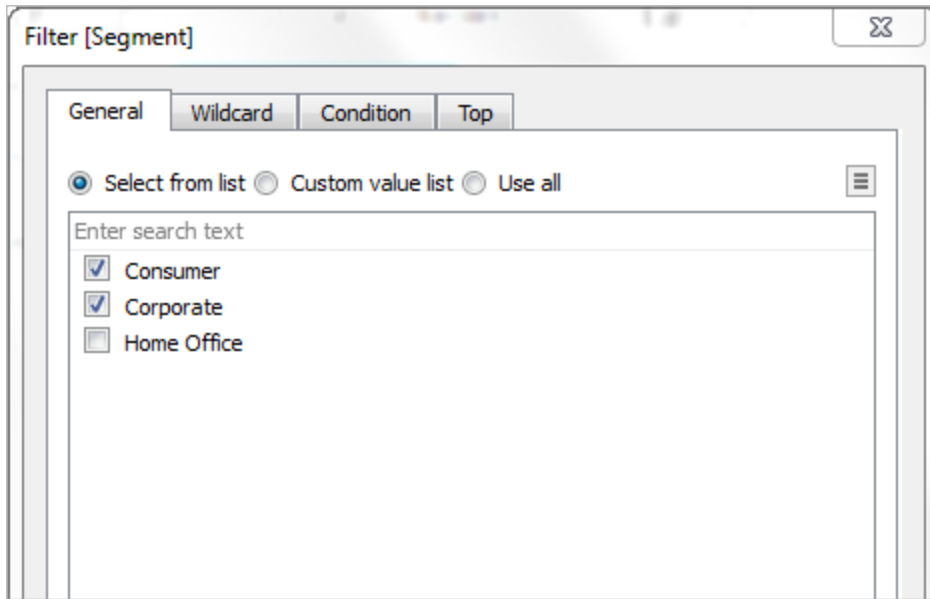 Filter [Segment]
General Wildcard Condition Top
Select from list Custom value list Use all
Enter search text
Consumer
Corporate
Home Office